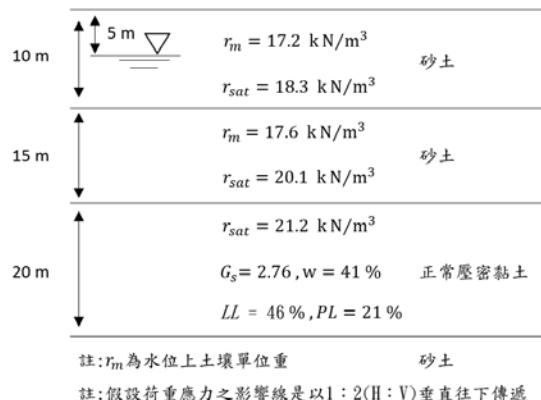 5 m
r_m = 17.2 kN/m³
10 m
砂土
r_sat = 18.3 kN/m³
r_m = 17.6 kN/m³
15 m
砂土
r_sat = 20.1 kN/m³
r_sat = 21.2 kN/m³
20 m
G_s= 2.76 , w = 41 % 正常壓密黏土
LL = 46 % , PL = 21 %
註:r_m為水位上土壤單位重 砂土
註:假設荷重應力之影響線是以1:2(H:V)垂直往下傳遞